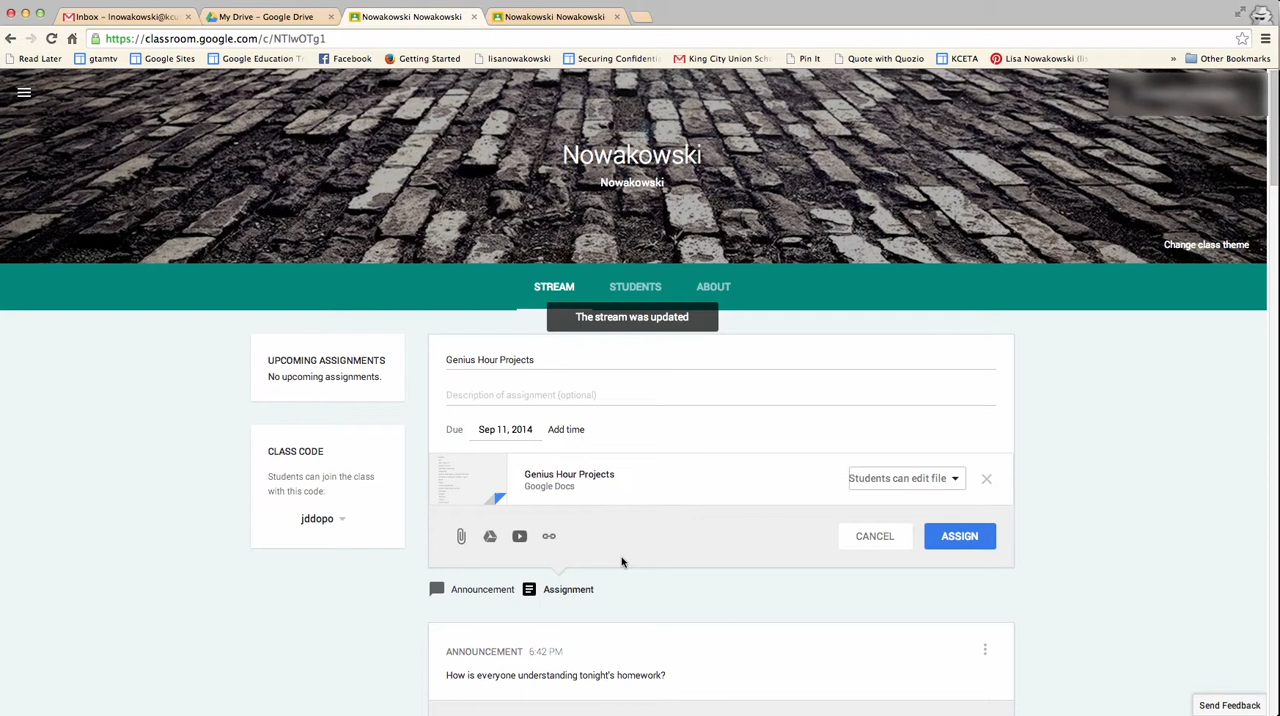 Inbox – lnowakowski@kcu
My Drive – Google Drive
Nowakowski Nowakowski
Nowakowski Nowakowski
https://classroom.google.com/c/NTIwOTg1
Read Later
gtamtv
Google Sites
Google Education T
Facebook
Getting Started
lisanowakowski
Securing Confidenti
King City Union Sch
Pin It
Quote with Quozio
KCETA
Lisa Nowakowski (lis
»
Other Bookmarks
Nowakowski
Nowakowski
Change class theme
STREAM
STUDENTS
ABOUT
The stream was updated
UPCOMING ASSIGNMENTS
No upcoming assignments.
CLASS CODE
Students can join the class
with this code:
jddopo
Genius Hour Projects
Description of assignment (optional)
Due Sep 11, 2014 Add time
Genius Hour Projects
Google Docs
Students can edit file
CANCEL
ASSIGN
Announcement
Assignment
ANNOUNCEMENT 6:42 PM
How is everyone understanding tonight's homework?
Send Feedback